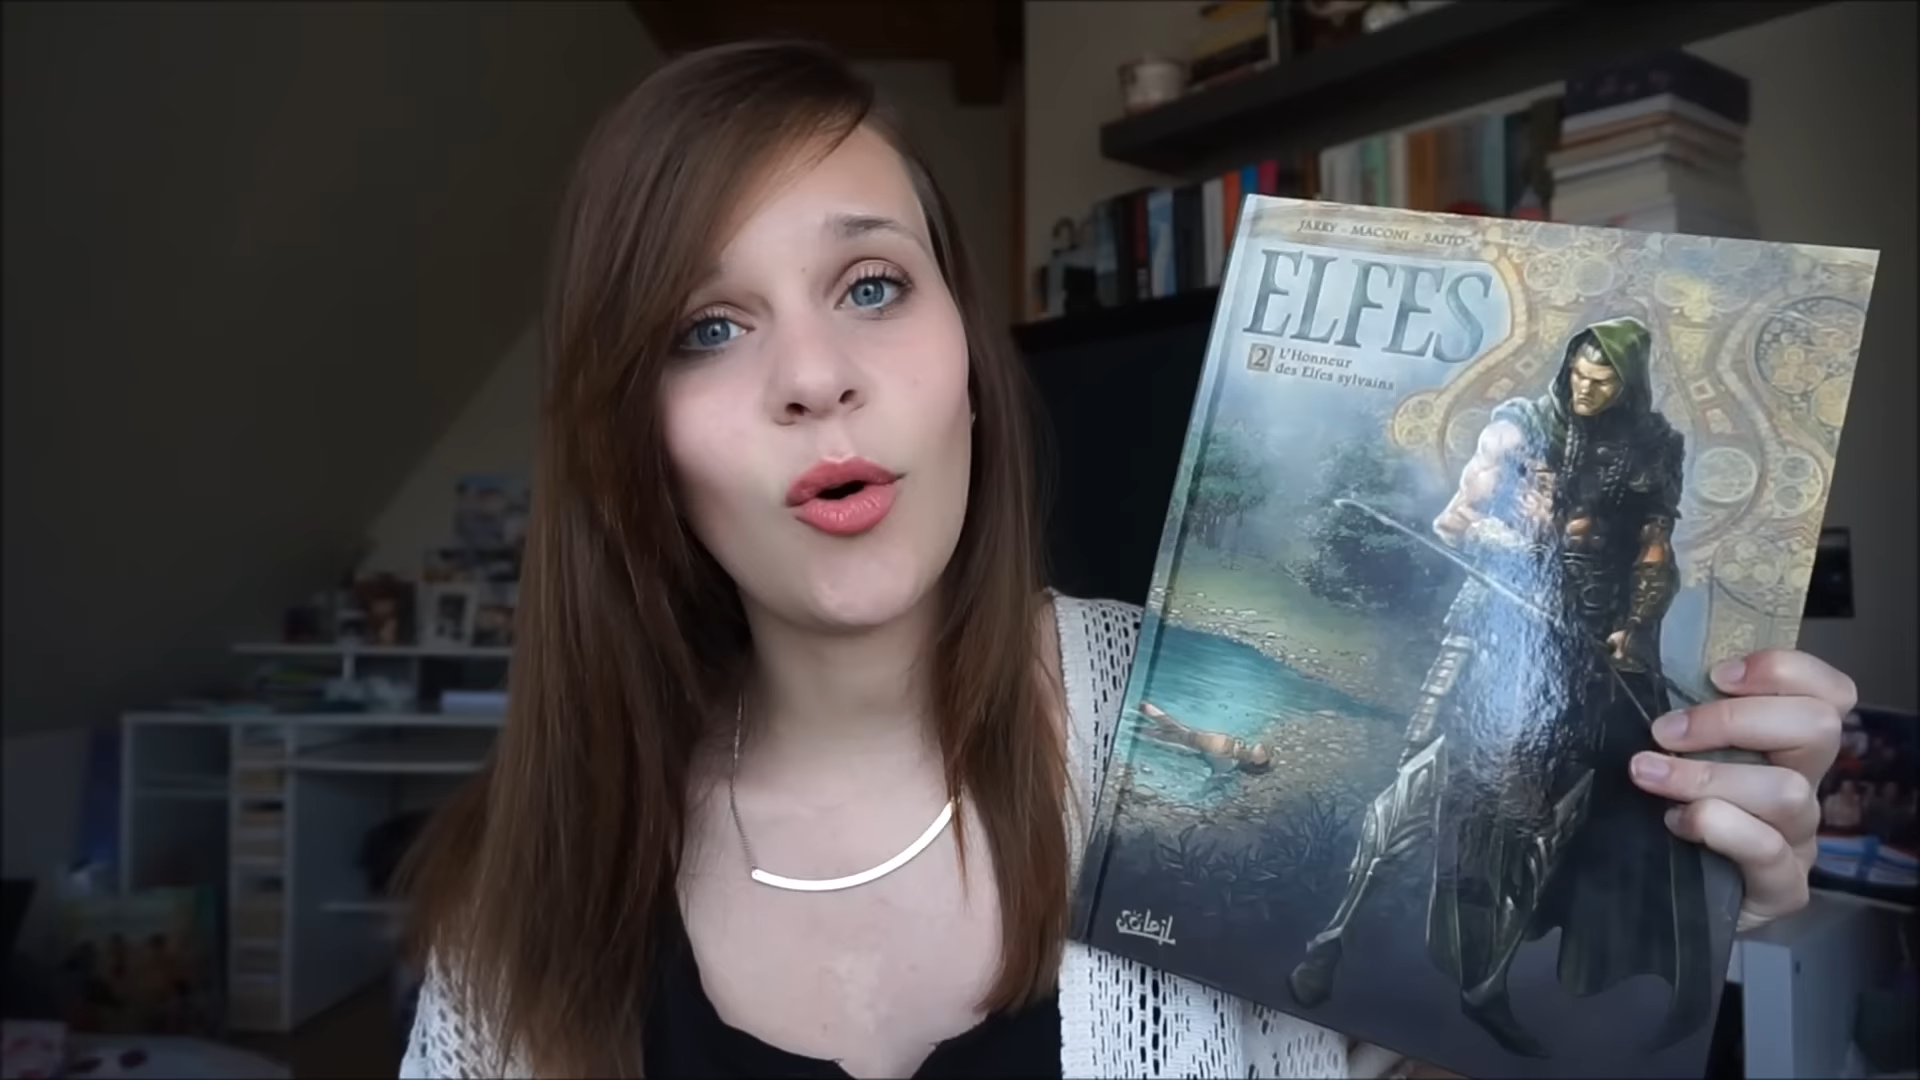 JARRY - MACONI - SAITO
ELFES
2 L'Honneur
des Elfes sylvains
Soleil